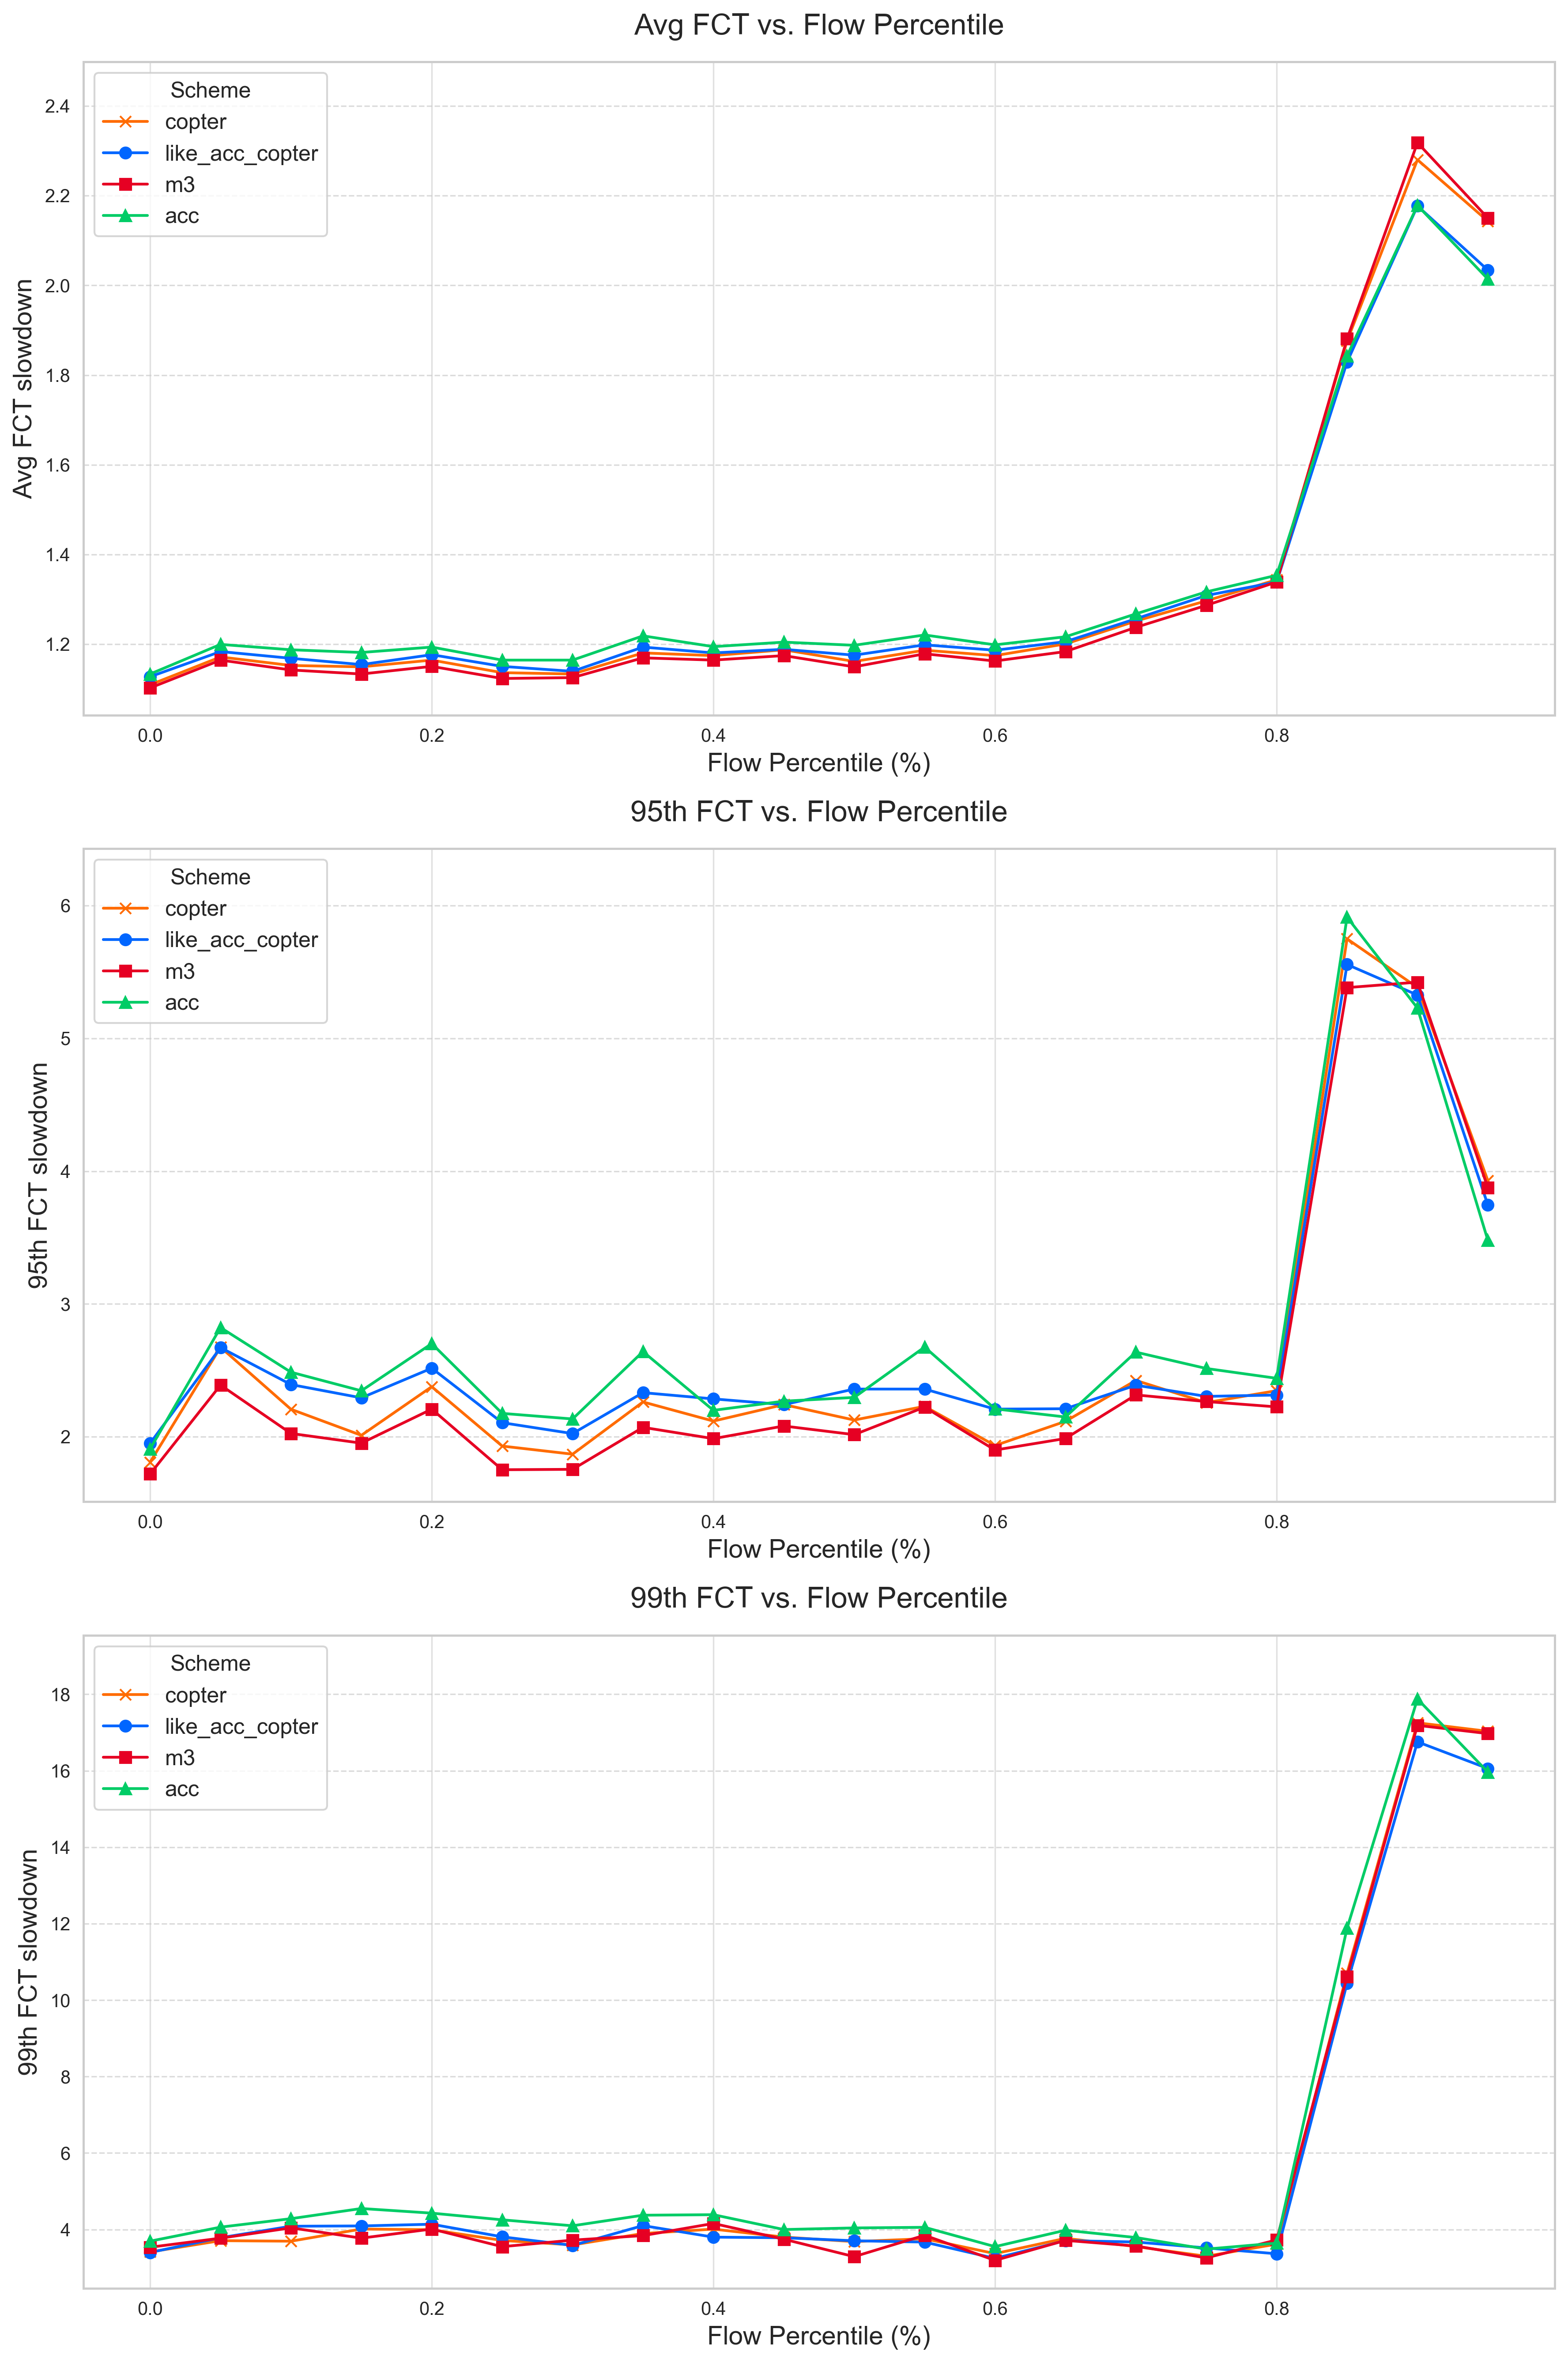 Avg FCT vs. Flow Percentile
Scheme
copter
like_acc_copter
m3
acc
Avg FCT slowdown
2.4
2.2
2.0
1.8
1.6
1.4
1.2
0.0 0.2 0.4 0.6 0.8
Flow Percentile (%)
95th FCT vs. Flow Percentile
Scheme
copter
like_acc_copter
m3
acc
95th FCT slowdown
6
5
4
3
2
0.0 0.2 0.4 0.6 0.8
Flow Percentile (%)
99th FCT vs. Flow Percentile
Scheme
copter
like_acc_copter
m3
acc
99th FCT slowdown
18
16
14
12
10
8
6
4
0.0 0.2 0.4 0.6 0.8
Flow Percentile (%)